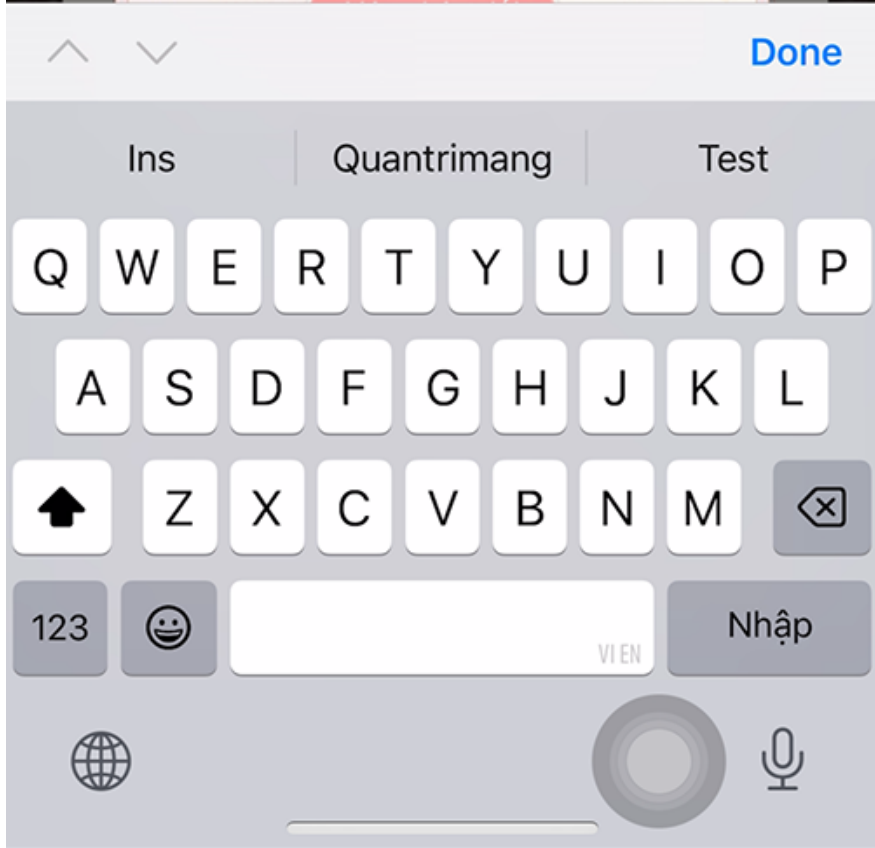 Done
Ins Quantrimang Test
Q W E R T Y U I O P
A S D F G H J K L
Z X C V B N M
123 VI EN Nhập